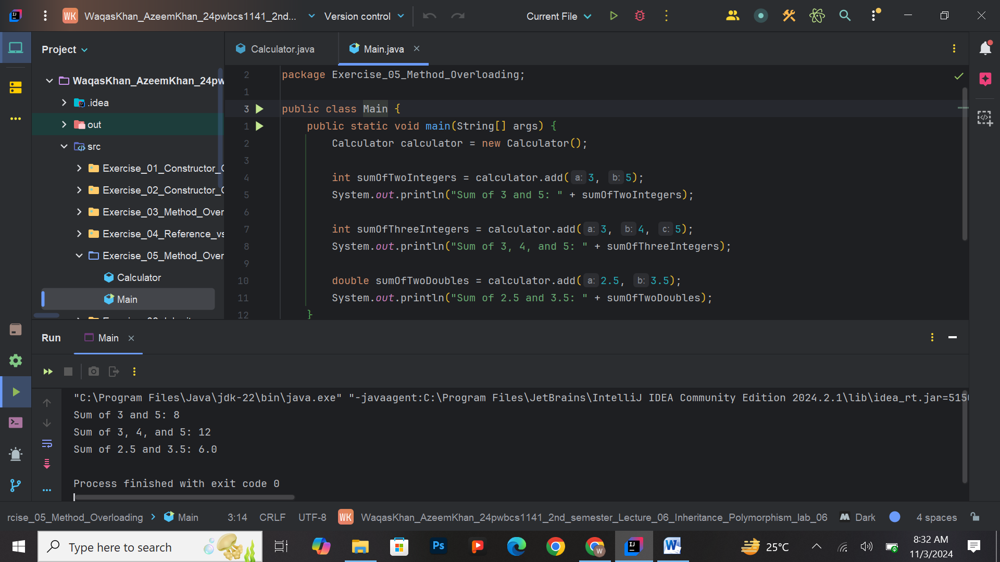 WK WaqasKhan_AzeemKhan_24pwbcs1141_2nd... Version control Current File
Project
WaqasKhan_AzeemKhan_24pw
.idea
out
src
Exercise_01_Constructor_
Exercise_02_Constructor_
Exercise_03_Method_Over
Exercise_04_Reference_vs
Exercise_05_Method_Over
Calculator
Main
Calculator.java Main.java
2 package Exercise_05_Method_Overloading;
1
3 public class Main {
1 public static void main(String[] args) {
2 Calculator calculator = new Calculator();
3
4 int sumOfTwoIntegers = calculator.add( a: 3, b: 5);
5 System.out.println("Sum of 3 and 5: " + sumOfTwoIntegers);
6
7 int sumOfThreeIntegers = calculator.add( a: 3, b: 4, c: 5);
8 System.out.println("Sum of 3, 4, and 5: " + sumOfThreeIntegers);
9
10 double sumOfTwoDoubles = calculator.add( a: 2.5, b: 3.5);
11 System.out.println("Sum of 2.5 and 3.5: " + sumOfTwoDoubles);
12 }
Run Main
"C:\Program Files\Java\jdk-22\bin\java.exe" "-javaagent:C:\Program Files\JetBrains\IntelliJ IDEA Community Edition 2024.2.1\lib\idea_rt.jar=515
Sum of 3 and 5: 8
Sum of 3, 4, and 5: 12
Sum of 2.5 and 3.5: 6.0
Process finished with exit code 0
rcise_05_Method_Overloading Main 3:14 CRLF UTF-8 WK WaqasKhan_AzeemKhan_24pwbcs1141_2nd_semester_Lecture_06_Inheritance_Polymorphism_lab_06 Dark 4 spaces
Type here to search 25°C 8:32 AM
11/3/2024